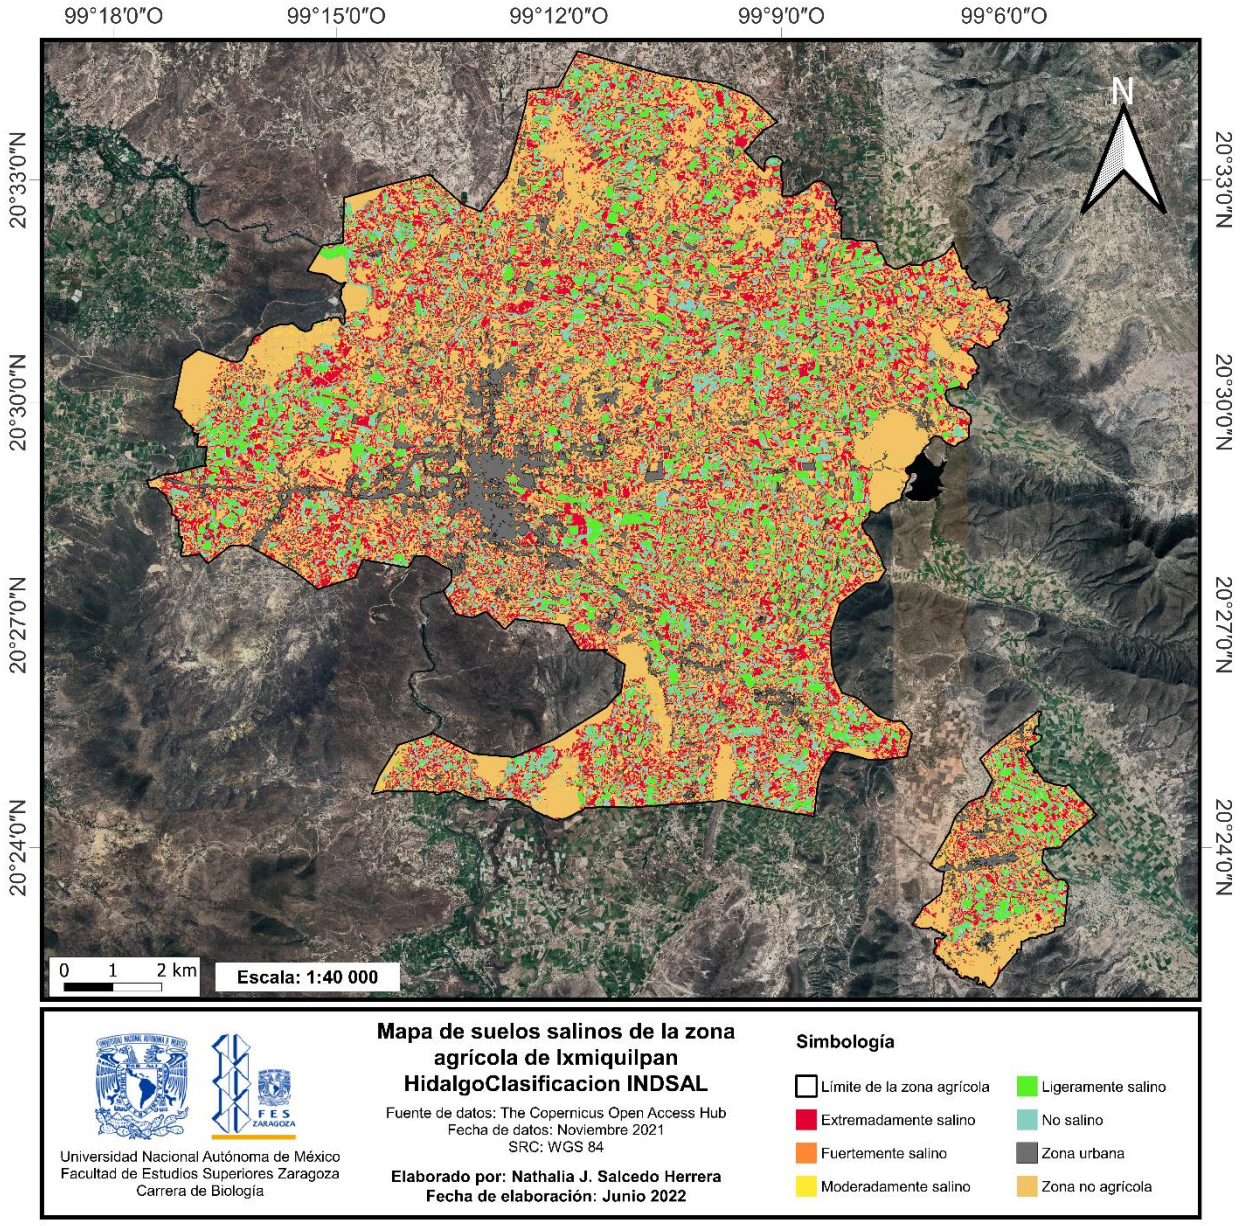 99°18'0"O 99°15'0"O 99°12'0"O 99°9'0"O 99°6'0"O
20°33'0"N
20°33'0"N
20°30'0"N
20°30'0"N
20°27'0"N
20°27'0"N
20°24'0"N
20°24'0"N
N
0 1 2 km
Escala: 1:40 000
Mapa de suelos salinos de la zona
agrícola de Ixmiquilpan
HidalgoClasificacion INDSAL
Fuente de datos: The Copernicus Open Access Hub
Fecha de datos: Noviembre 2021
SRC: WGS 84
Elaborado por: Nathalia J. Salcedo Herrera
Fecha de elaboración: Junio 2022
FES
ZARAGOZA
Universidad Nacional Autónoma de México
Facultad de Estudios Superiores Zaragoza
Carrera de Biología
Simbología
Límite de la zona agrícola
Extremadamente salino
Fuertemente salino
Moderadamente salino
Ligeramente salino
No salino
Zona urbana
Zona no agrícola